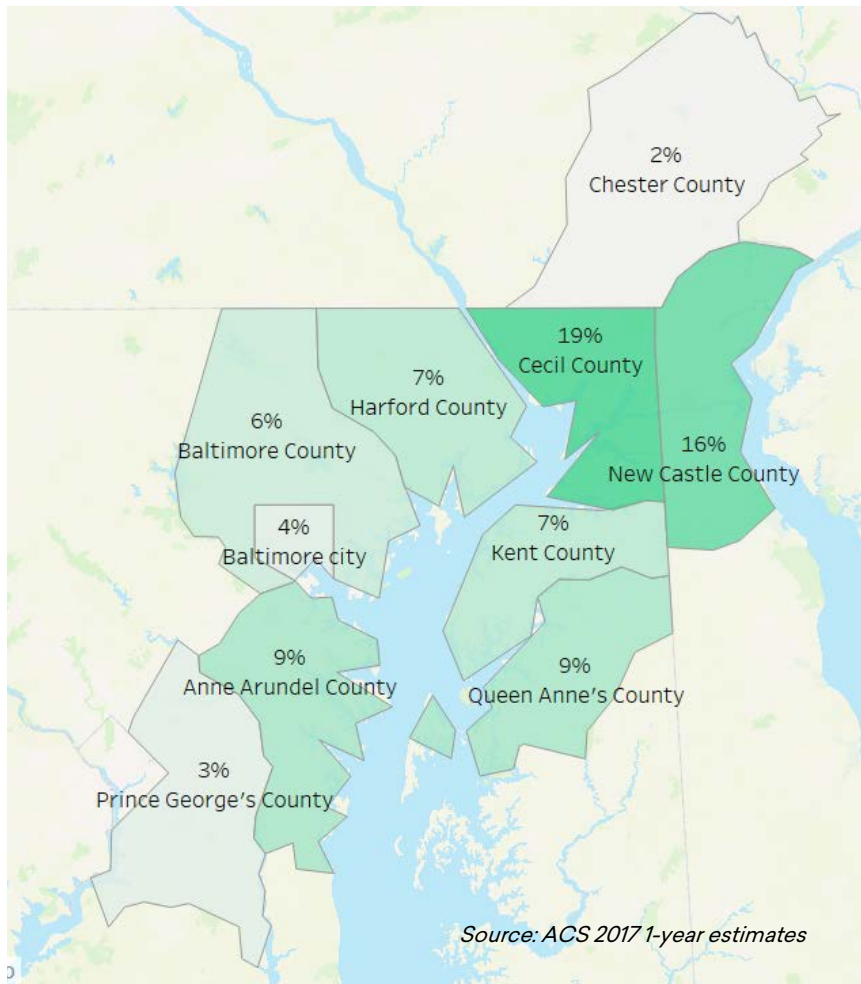 2%
Chester County
19%
Cecil County
7%
Harford County
6%
Baltimore County
16%
New Castle County
4%
Baltimore city
7%
Kent County
9%
Anne Arundel County
9%
Queen Anne's County
3%
Prince George's County
Source: ACS 2017 1-year estimates